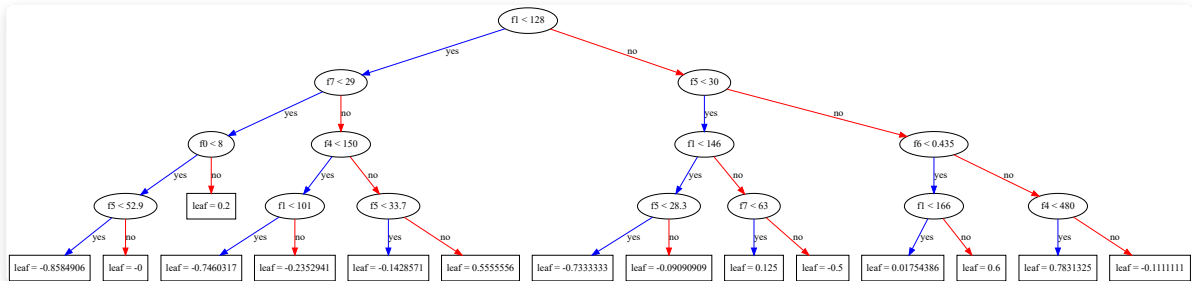 f1 < 128
yes
no
f7 < 29
f5 < 30
yes
no
yes
no
f0 < 8
f4 < 150
f1 < 146
f6 < 0.435
yes
no
yes
no
yes
no
yes
no
f5 < 52.9
leaf = 0.2
f1 < 101
f5 < 33.7
f5 < 28.3
f7 < 63
f1 < 166
f4 < 480
yes
no
yes
no
yes
no
yes
no
yes
no
yes
no
yes
no
leaf = -0.8584906
leaf = -0
leaf = -0.7460317
leaf = -0.2352941
leaf = -0.1428571
leaf = 0.5555556
leaf = -0.7333333
leaf = -0.09090909
leaf = 0.125
leaf = -0.5
leaf = 0.01754386
leaf = 0.6
leaf = 0.7831325
leaf = -0.1111111